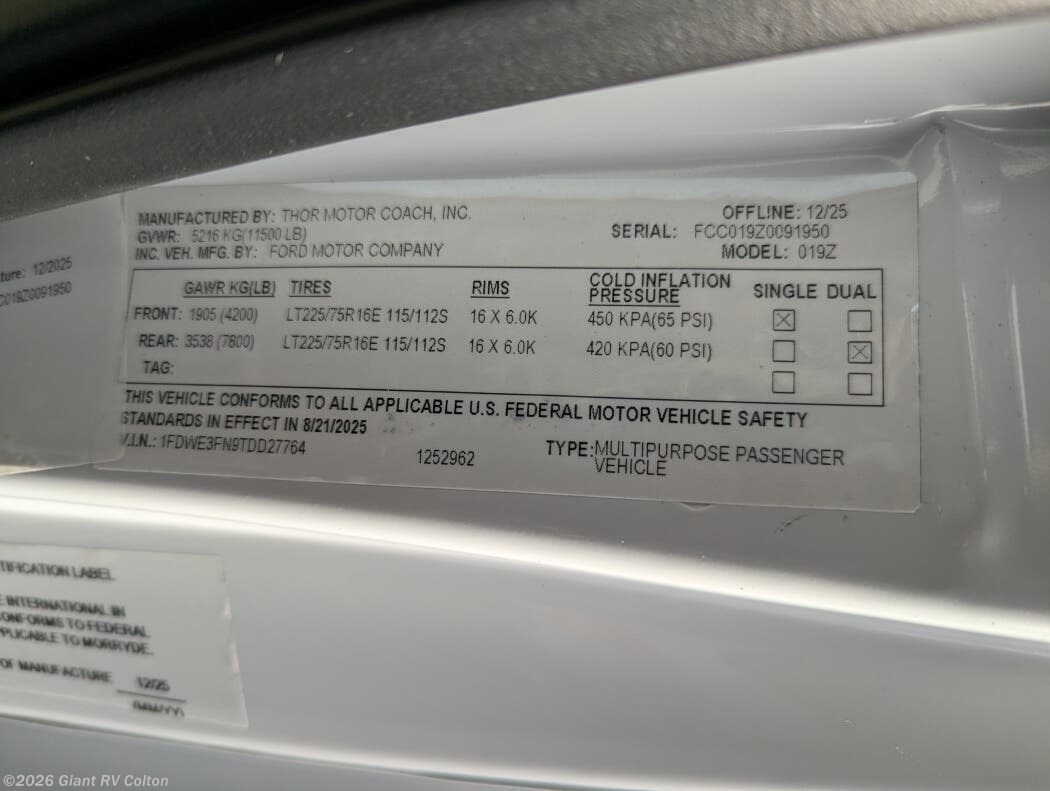 MANUFACTURED BY: THOR MOTOR COACH, INC.
OFFLINE: 12/25
GVWR: 5216 KG(11500 LB)
SERIAL: FCC019Z0091950
INC. VEH. MFG. BY: FORD MOTOR COMPANY
MODEL: 019Z
GAWR KG(LB) TIRES RIMS COLD INFLATION PRESSURE SINGLE DUAL
FRONT: 1905 (4200) LT225/75R16E 115/112S 16 X 6.0K 450 KPA(65 PSI)
REAR: 3538 (7800) LT225/75R16E 115/112S 16 X 6.0K 420 KPA(60 PSI)
TAG:
THIS VEHICLE CONFORMS TO ALL APPLICABLE U.S. FEDERAL MOTOR VEHICLE SAFETY
STANDARDS IN EFFECT IN 8/21/2025
V.I.N.: 1FDWE3FN9TDD27764
1252962
TYPE: MULTIPURPOSE PASSENGER
VEHICLE
ture: 12/2025
C019Z0091950
TIFICATION LABEL
E INTERNATIONAL IN
ONFORMS TO FEDERAL
PPLICABLE TO MORRYDE.
OF MANUFACTURE 12/25
(MM/YY)
©2026 Giant RV Colton